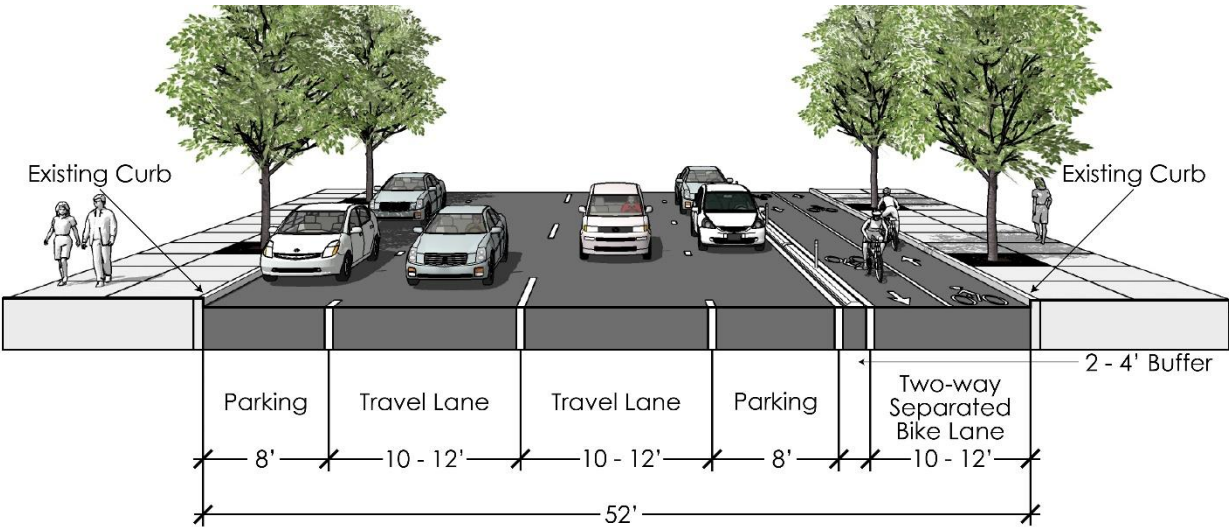 Existing Curb
Existing Curb
2 - 4' Buffer
Parking
Travel Lane
Travel Lane
Parking
Two-way
Separated
Bike Lane
8'
10 - 12'
10 - 12'
8'
10 - 12'
52'